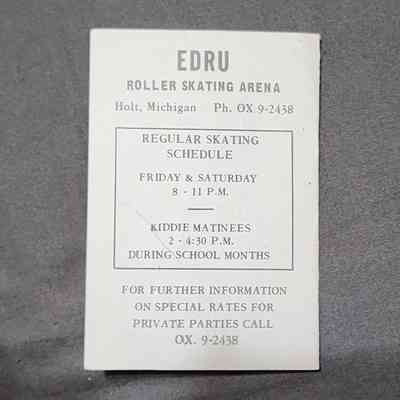 EDRU
ROLLER SKATING ARENA
Holt, Michigan Ph. OX 9-2438
REGULAR SKATING
SCHEDULE
FRIDAY & SATURDAY
8 - 11 P.M.
KIDDIE MATINEES
2 - 4:30 P.M.
DURING SCHOOL MONTHS
FOR FURTHER INFORMATION
ON SPECIAL RATES FOR
PRIVATE PARTIES CALL
OX. 9-2438